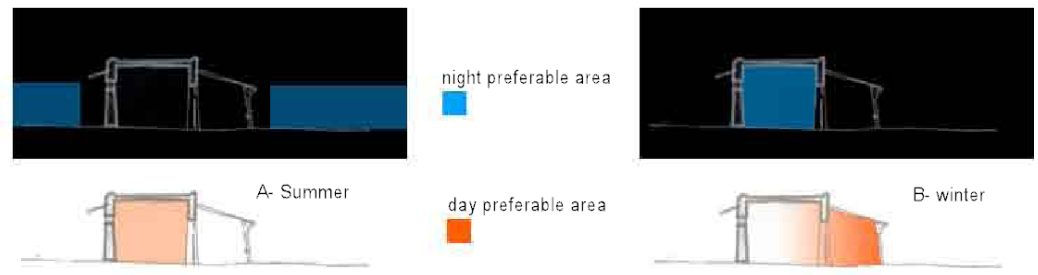 night preferable area
A- Summer
day preferable area
B- winter